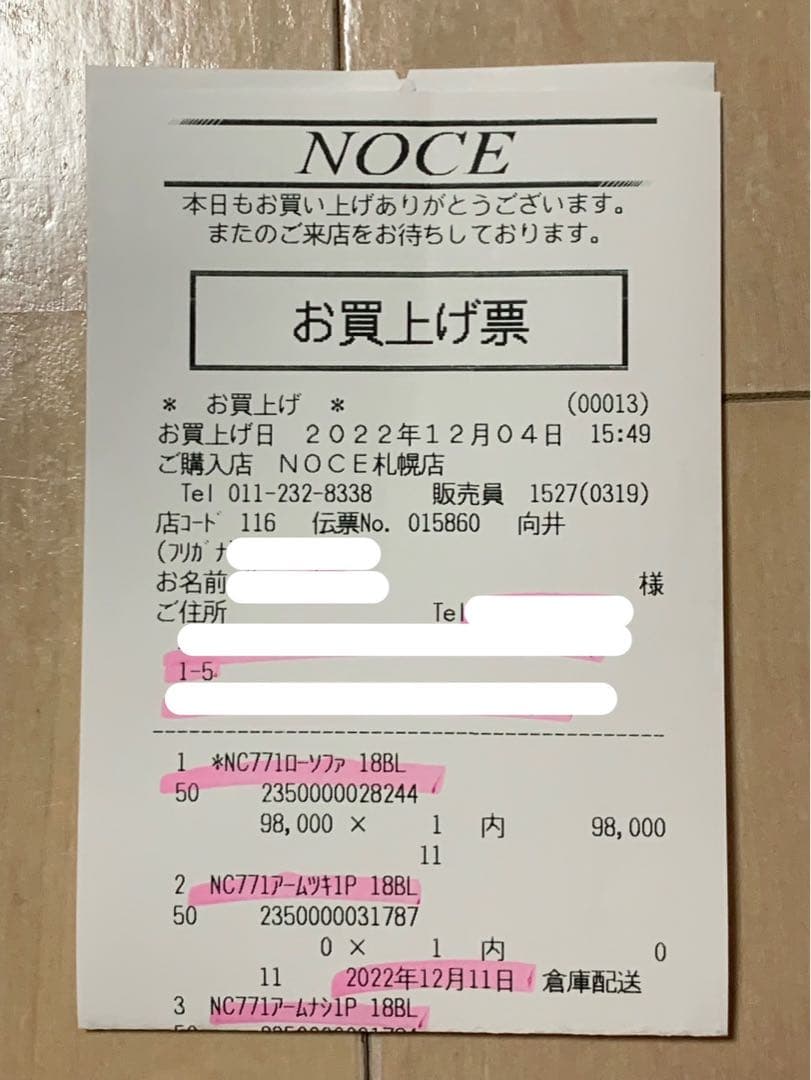 NOCE
本日もお買い上げありがとうございます。
またのご来店をお待ちしております。
お買上げ票
* お買上げ * (00013)
お買上げ日 2022年12月04日 15:49
ご購入店 NOCE札幌店
Tel 011-232-8338 販売員 1527(0319)
店ｺｰﾄﾞ 116 伝票No. 015860 向井
(ﾌﾘｶﾞﾅ
お名前 様
ご住所 Tel
1-5
1 *NC771ﾛｰｿﾌｧ 18BL
50 2350000028244
98,000 × 1 内 98,000
11
2 NC771ｱｰﾑﾂｷ1P 18BL
50 2350000031787
0 × 1 内 0
11 2022年12月11日 倉庫配送
3 NC771ｱｰﾑﾅｼ1P 18BL